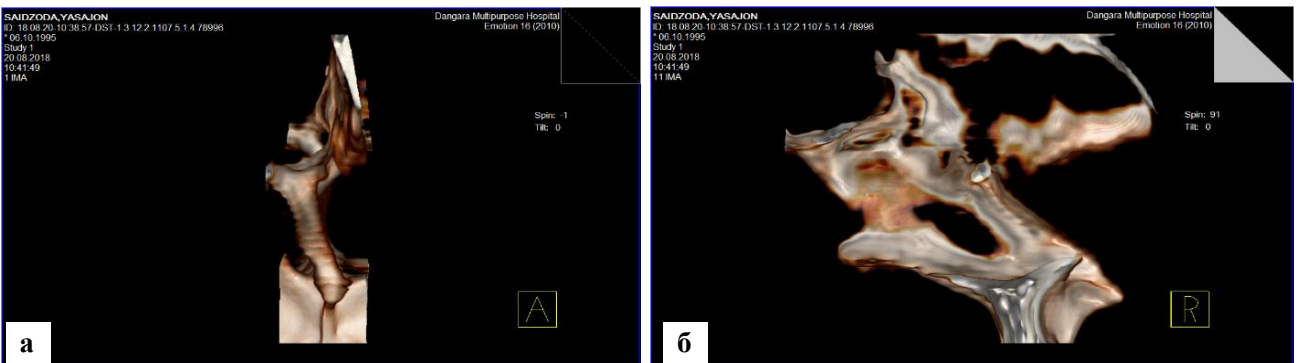 SAIDZODA,YASAJON
ID: 18.08.20-10:38:57-DST-1.3.12.2.1107.5.1.4.78996
* 06.10.1995
Study 1
20.08.2018
10:41:49
1 IMA
Dangara Multipurpose Hospital
Emotion 16 (2010)
Spin: -1
Tilt: 0
A
а
SAIDZODA,YASAJON
ID: 18.08.20-10:38:57-DST-1.3.12.2.1107.5.1.4.78996
* 06.10.1995
Study 1
20.08.2018
10:41:49
11 IMA
Dangara Multipurpose Hospital
Emotion 16 (2010)
Spin: 91
Tilt: 0
R
б